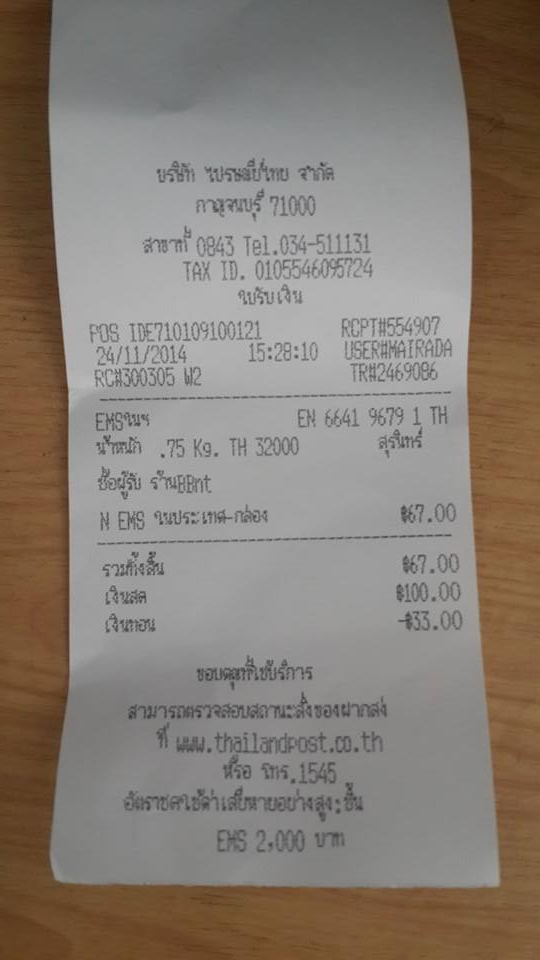 บริษัท ไปรษณีย์ไทย จำกัด
กาญจนบุรี 71000
สาขาที่ 0843 Tel.034-511131
TAX ID. 0105546095724
ใบรับเงิน
POS IDE710109100121 RCPT#554907
24/11/2014 15:28:10 USER#MAIRADA
RC#300305 W2 TR#2469086
EMSในฯ EN 6641 9679 1 TH
น้ำหนัก .75 Kg. TH 32000 สุรินทร์
ชื่อผู้รับ ร้านBBnt
N EMS ในประเทศ-กล่อง ฿67.00
รวมทั้งสิ้น ฿67.00
เงินสด ฿100.00
เงินทอน -฿33.00
ขอบคุณที่ใช้บริการ
สามารถตรวจสอบสถานะสิ่งของฝากส่ง
ที่ www.thailandpost.co.th
หรือ โทร.1545
อัตราชดใช้ค่าเสียหายอย่างสูง:ชิ้น
EMS 2,000 บาท